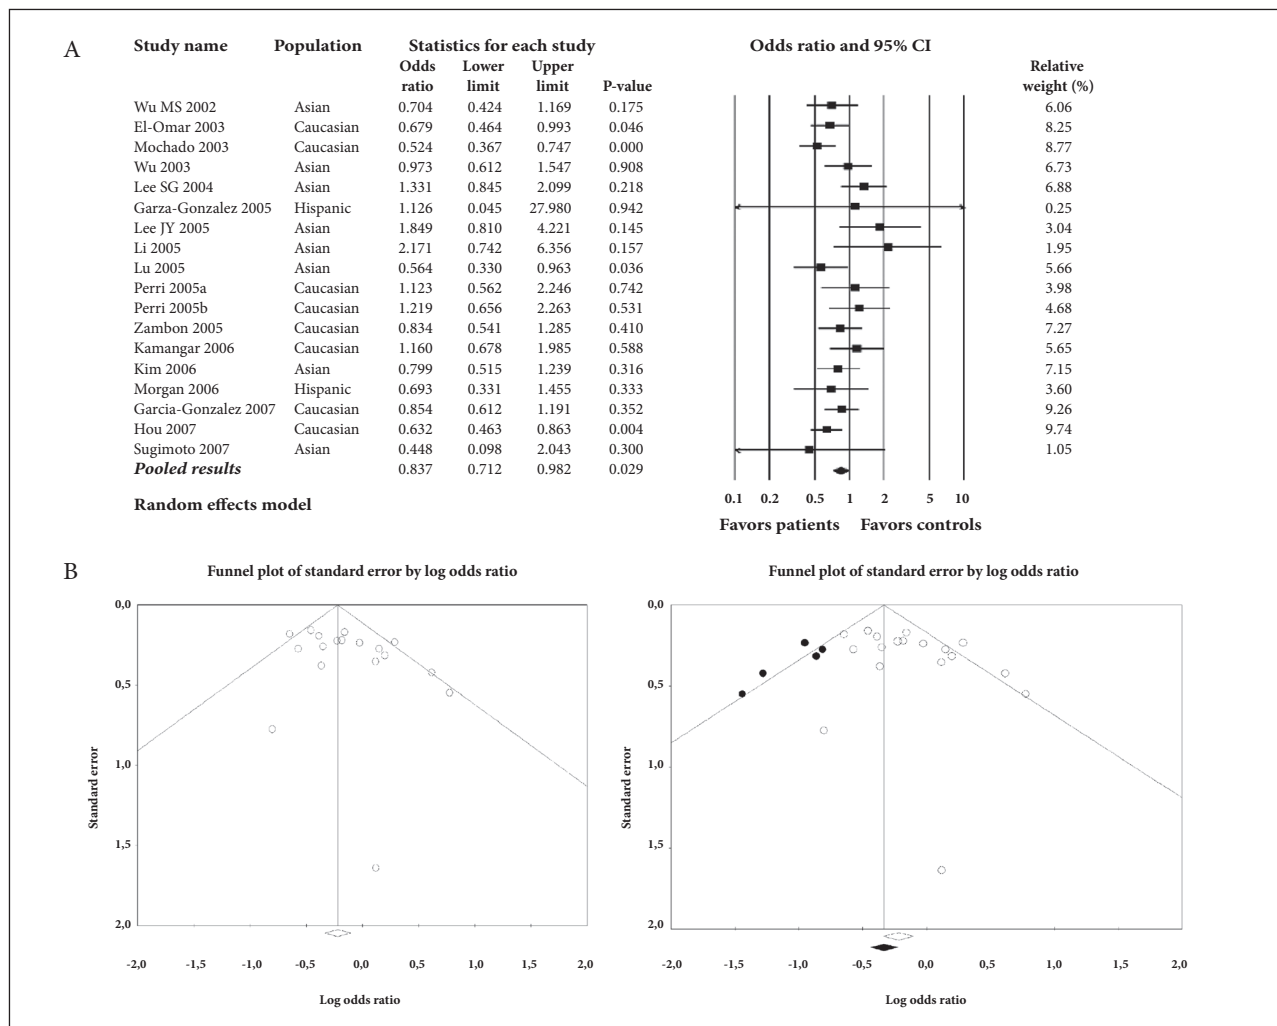 A
Study name Population Statistics for each study Odds ratio and 95% CI
Odds ratio Lower limit Upper limit P-value Relative weight (%)
Wu MS 2002 Asian 0.704 0.424 1.169 0.175 6.06
El-Omar 2003 Caucasian 0.679 0.464 0.993 0.046 8.25
Mochado 2003 Caucasian 0.524 0.367 0.747 0.000 8.77
Wu 2003 Asian 0.973 0.612 1.547 0.908 6.73
Lee SG 2004 Asian 1.331 0.845 2.099 0.218 6.88
Garza-Gonzalez 2005 Hispanic 1.126 0.045 27.980 0.942 0.25
Lee JY 2005 Asian 1.849 0.810 4.221 0.145 3.04
Li 2005 Asian 2.171 0.742 6.356 0.157 1.95
Lu 2005 Asian 0.564 0.330 0.963 0.036 5.66
Perri 2005a Caucasian 1.123 0.562 2.246 0.742 3.98
Perri 2005b Caucasian 1.219 0.656 2.263 0.531 4.68
Zambon 2005 Caucasian 0.834 0.541 1.285 0.410 7.27
Kamangar 2006 Caucasian 1.160 0.678 1.985 0.588 5.65
Kim 2006 Asian 0.799 0.515 1.239 0.316 7.15
Morgan 2006 Hispanic 0.693 0.331 1.455 0.333 3.60
Garcia-Gonzalez 2007 Caucasian 0.854 0.612 1.191 0.352 9.26
Hou 2007 Caucasian 0.632 0.463 0.863 0.004 9.74
Sugimoto 2007 Asian 0.448 0.098 2.043 0.300 1.05
Pooled results 0.837 0.712 0.982 0.029
0.1 0.2 0.5 1 2 5 10
Random effects model
Favors patients Favors controls
B
Funnel plot of standard error by log odds ratio
0,0
0,5
1,0
1,5
2,0
Standard error
-2,0 -1,5 -1,0 -0,5 0,0 0,5 1,0 1,5 2,0
Log odds ratio
Funnel plot of standard error by log odds ratio
0,0
0,5
1,0
1,5
2,0
Standard error
-2,0 -1,5 -1,0 -0,5 0,0 0,5 1,0 1,5 2,0
Log odds ratio